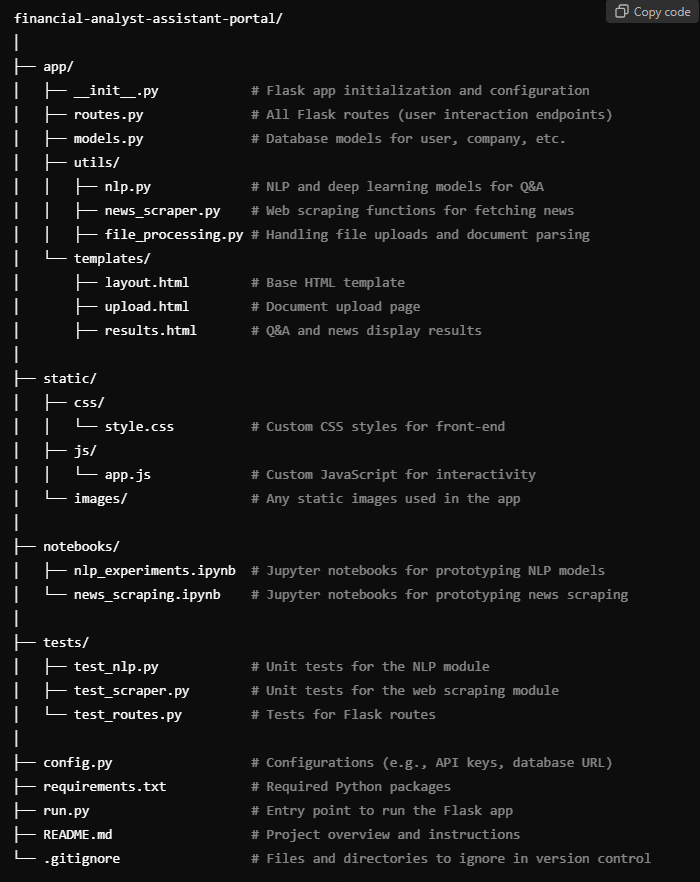 Copy code
financial-analyst-assistant-portal/
│
├── app/
│   ├── __init__.py            # Flask app initialization and configuration
│   ├── routes.py              # All Flask routes (user interaction endpoints)
│   ├── models.py              # Database models for user, company, etc.
│   ├── utils/
│   │   ├── nlp.py             # NLP and deep learning models for Q&A
│   │   ├── news_scraper.py    # Web scraping functions for fetching news
│   │   ├── file_processing.py # Handling file uploads and document parsing
│   └── templates/
│       ├── layout.html        # Base HTML template
│       ├── upload.html        # Document upload page
│       ├── results.html       # Q&A and news display results
│
├── static/
│   ├── css/
│   │   └── style.css          # Custom CSS styles for front-end
│   ├── js/
│   │   └── app.js             # Custom JavaScript for interactivity
│   └── images/                # Any static images used in the app
│
├── notebooks/
│   ├── nlp_experiments.ipynb  # Jupyter notebooks for prototyping NLP models
│   └── news_scraping.ipynb    # Jupyter notebooks for prototyping news scraping
│
├── tests/
│   ├── test_nlp.py            # Unit tests for the NLP module
│   ├── test_scraper.py        # Unit tests for the web scraping module
│   └── test_routes.py         # Tests for Flask routes
│
├── config.py                  # Configurations (e.g., API keys, database URL)
├── requirements.txt           # Required Python packages
├── run.py                     # Entry point to run the Flask app
├── README.md                  # Project overview and instructions
└── .gitignore                 # Files and directories to ignore in version control